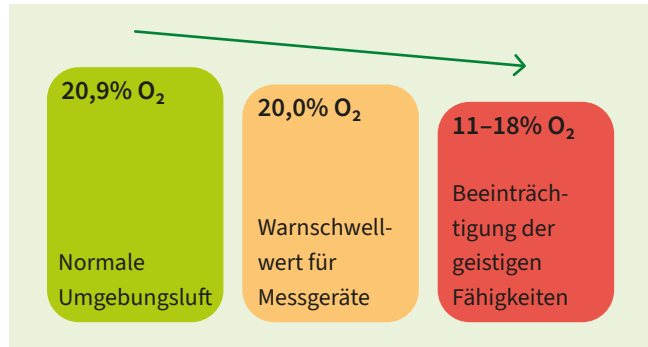 20,9% O₂
Normale
Umgebungsluft
20,0% O₂
Warnschwell-
wert für
Messgeräte
11–18% O₂
Beeinträch-
tigung der
geistigen
Fähigkeiten